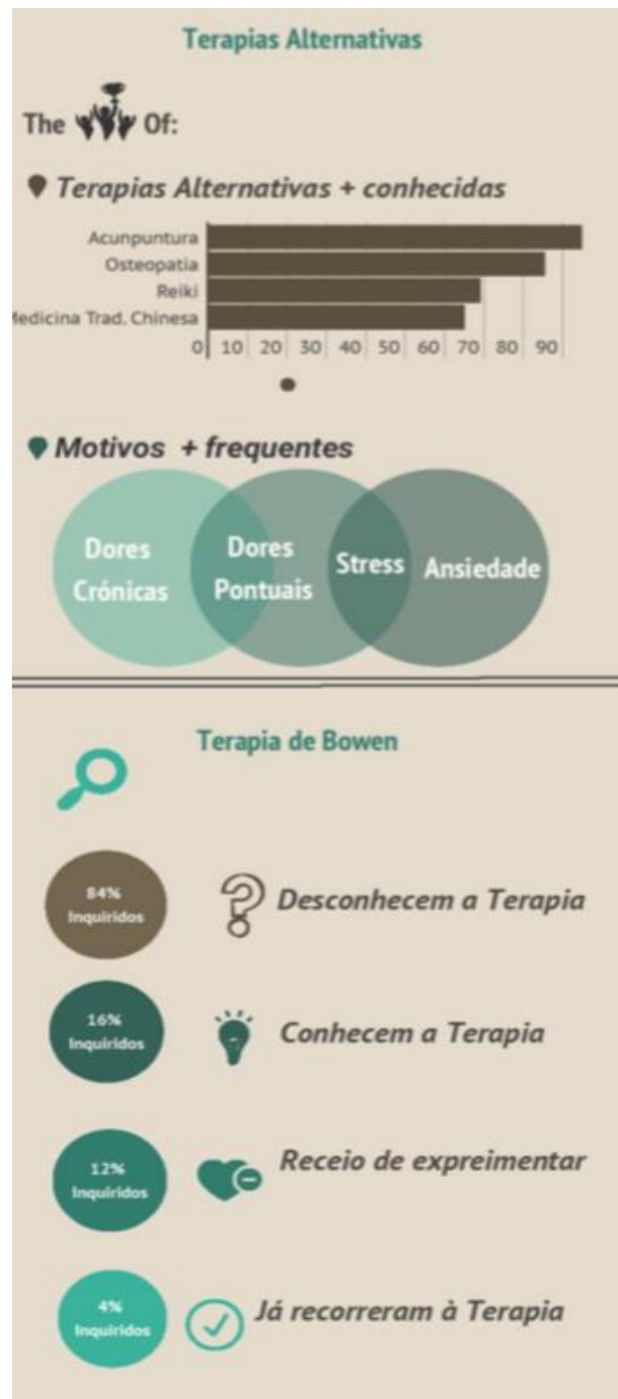 Terapias Alternativas
The Of:
Terapias Alternativas + conhecidas
Acunpuntura
Osteopatia
Reiki
Medicina Trad. Chinesa
0 10 20 30 40 50 60 70 80 90
Motivos + frequentes
Dores
Crónicas
Dores
Pontuais
Stress
Ansiedade
Terapia de Bowen
84%
Inquiridos
Desconhecem a Terapia
16%
Inquiridos
Conhecem a Terapia
12%
Inquiridos
Receio de expreimentar
4%
Inquiridos
Já recorreram à Terapia